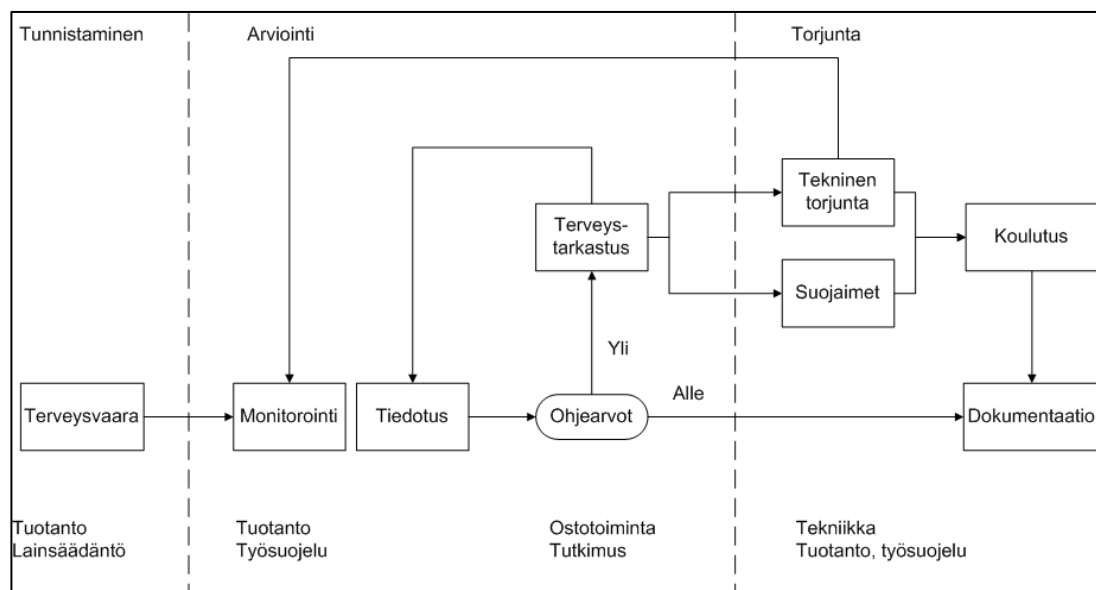 Tunnistaminen
Arviointi
Torjunta
Tekninen
torjunta
Terveys-
tarkastus
Koulutus
Suojaimet
Yli
Alle
Terveysvaara
Monitorointi
Tiedotus
Ohjearvot
Dokumentaatio
Tuotanto
Lainsäädäntö
Tuotanto
Työsuojelu
Ostotoiminta
Tutkimus
Tekniikka
Tuotanto, työsuojelu